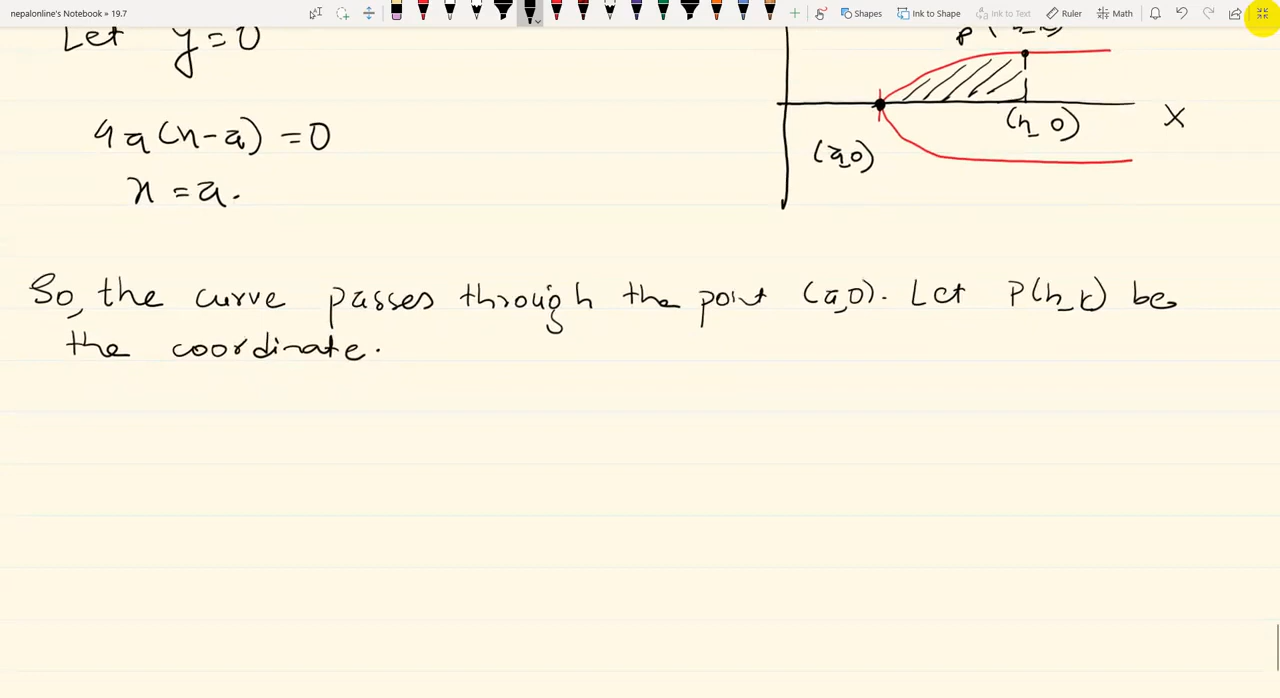 nepalonline's Notebook » 19.7
Shapes Ink to Shape Ink to Text Ruler Math
Let y=0
4a(x-a) =0
x =a.
(a,0)
(h, 0)
X
So, the curve passes through the point (a,0). Let P(h,k) be
the coordinate.